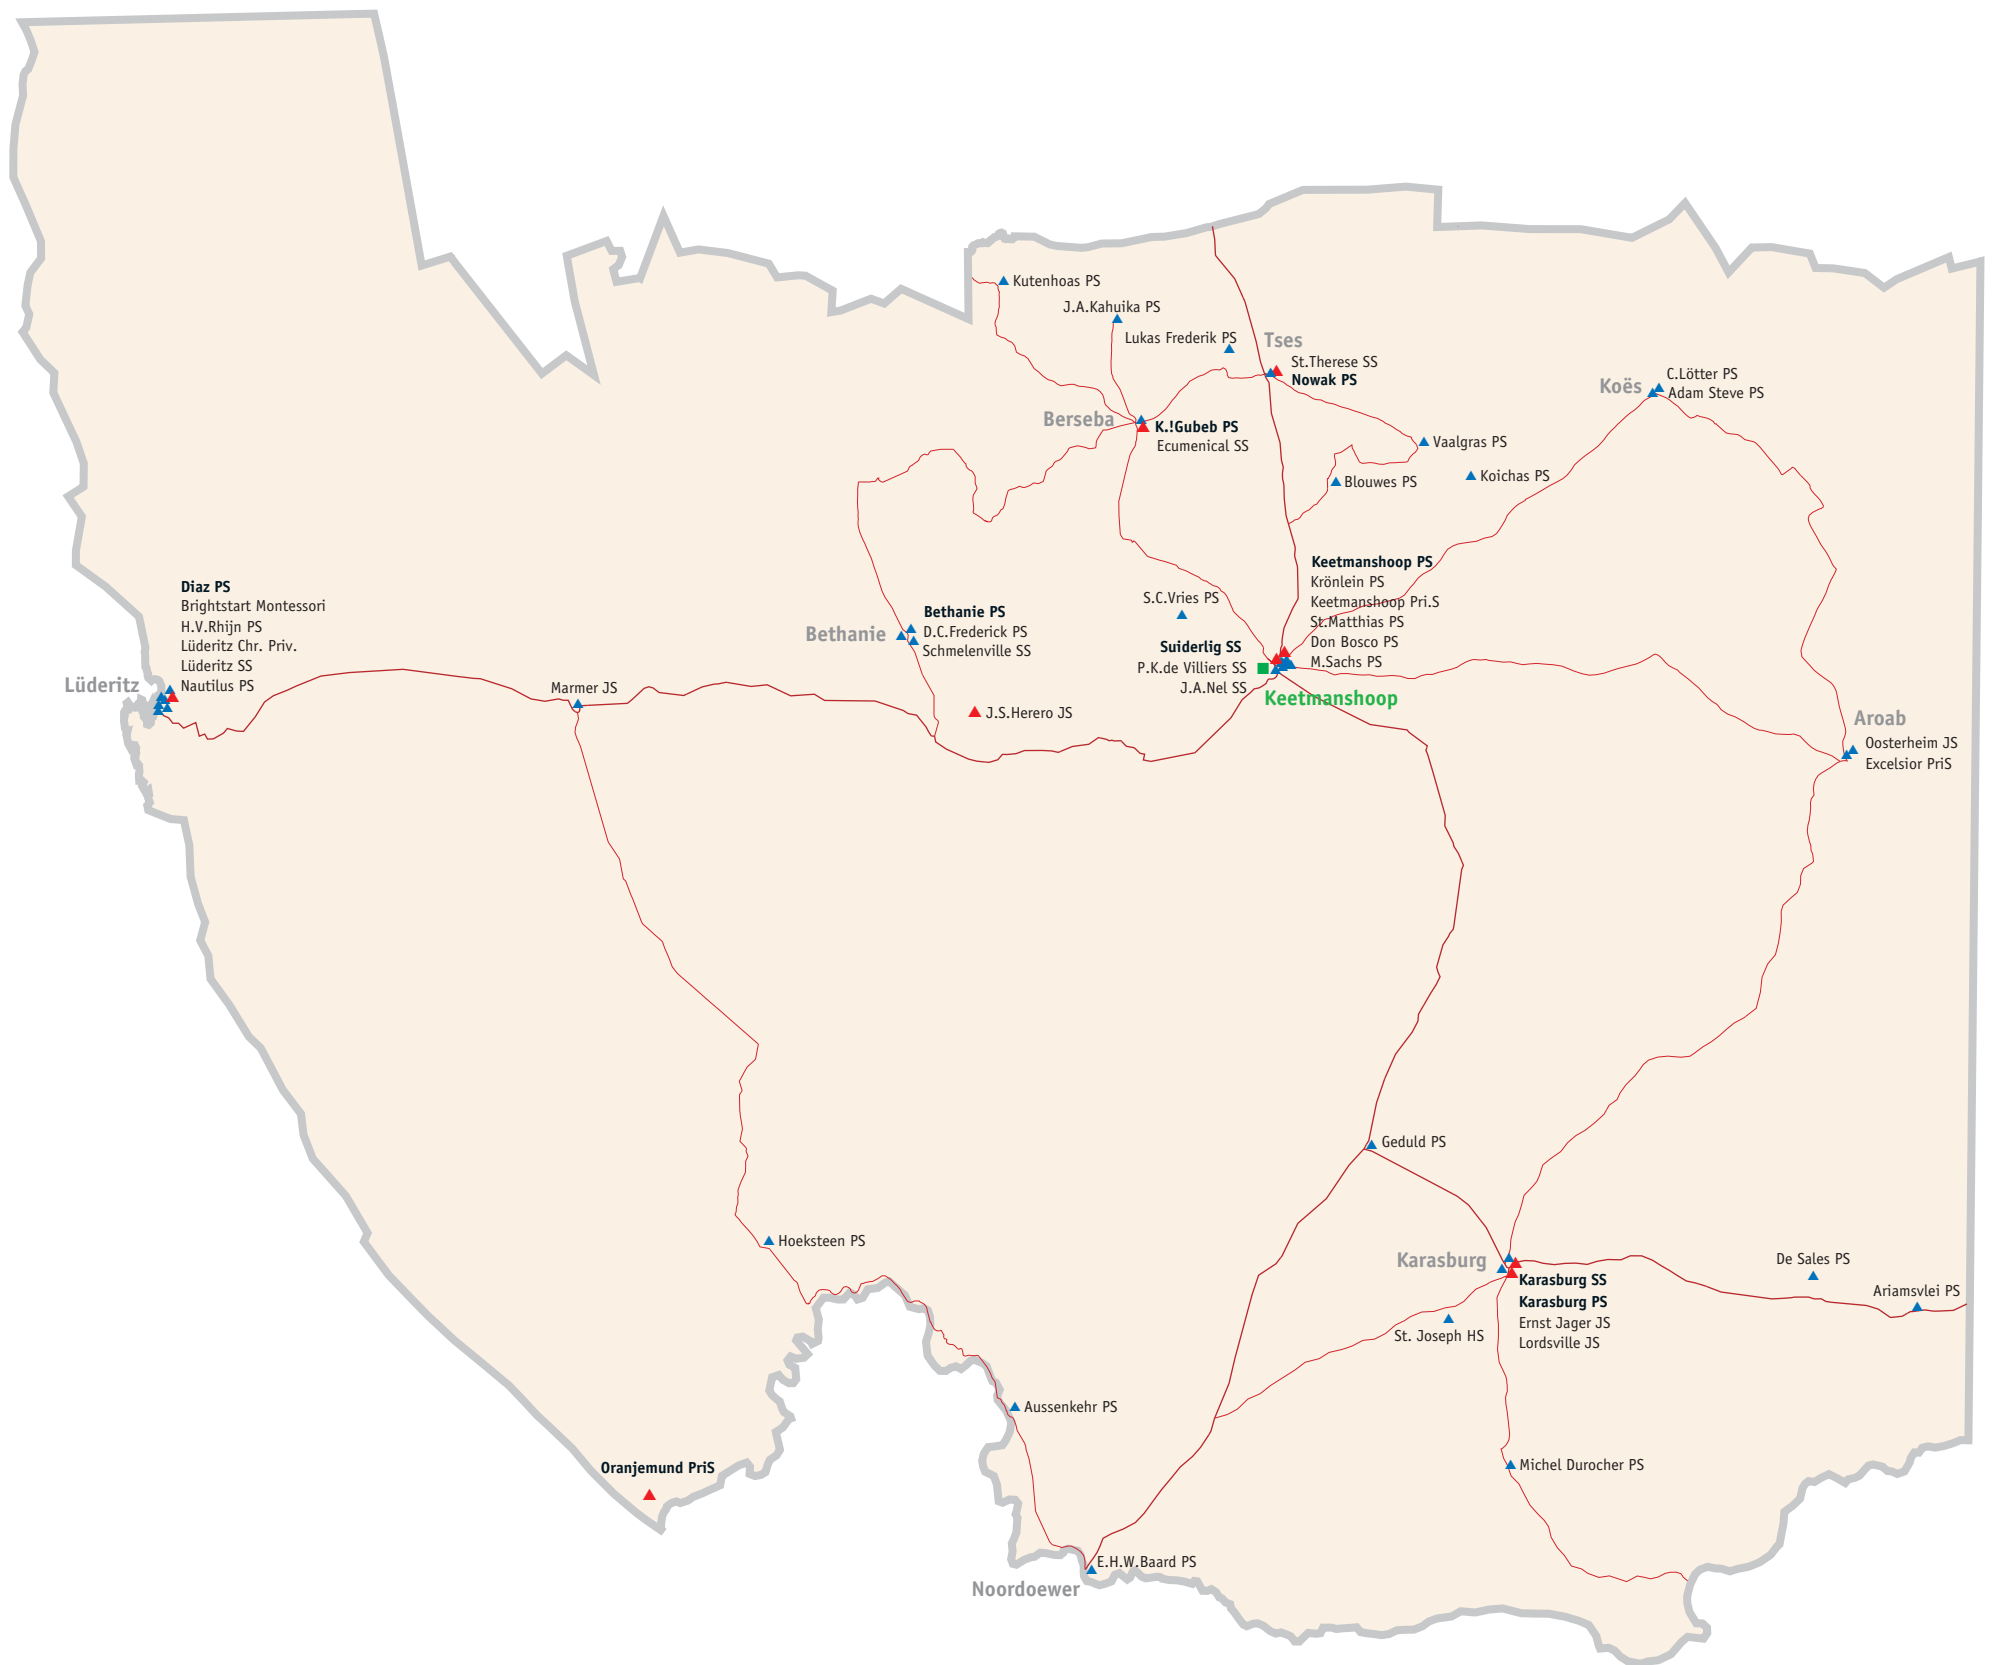 Kutenhoas PS
J.A.Kahuika PS
Lukas Frederik PS
Tses
St.Therese SS
Nowak PS
Koës
C.Lötter PS
Adam Steve PS
Berseba
K.!Gubeb PS
Ecumenical SS
Vaalgras PS
Koichas PS
Blouwes PS
Diaz PS
Brightstart Montessori
H.V.Rhijn PS
Lüderitz Chr. Priv.
Lüderitz SS
Nautilus PS
Lüderitz
Marmer JS
Bethanie
Bethanie PS
D.C.Frederick PS
Schmelenville SS
J.S.Herero JS
S.C.Vries PS
Keetmanshoop PS
Krönlein PS
Keetmanshoop Pri.S
St.Matthias PS
Don Bosco PS
M.Sachs PS
Suiderlig SS
P.K.de Villiers SS
J.A.Nel SS
Keetmanshoop
Aroab
Oosterheim JS
Excelsior PriS
Geduld PS
Hoeksteen PS
Karasburg
Karasburg SS
Karasburg PS
Ernst Jager JS
Lordsville JS
St. Joseph HS
De Sales PS
Ariamsvlei PS
Aussenkehr PS
Oranjemund PriS
Michel Durocher PS
E.H.W.Baard PS
Noordoewer